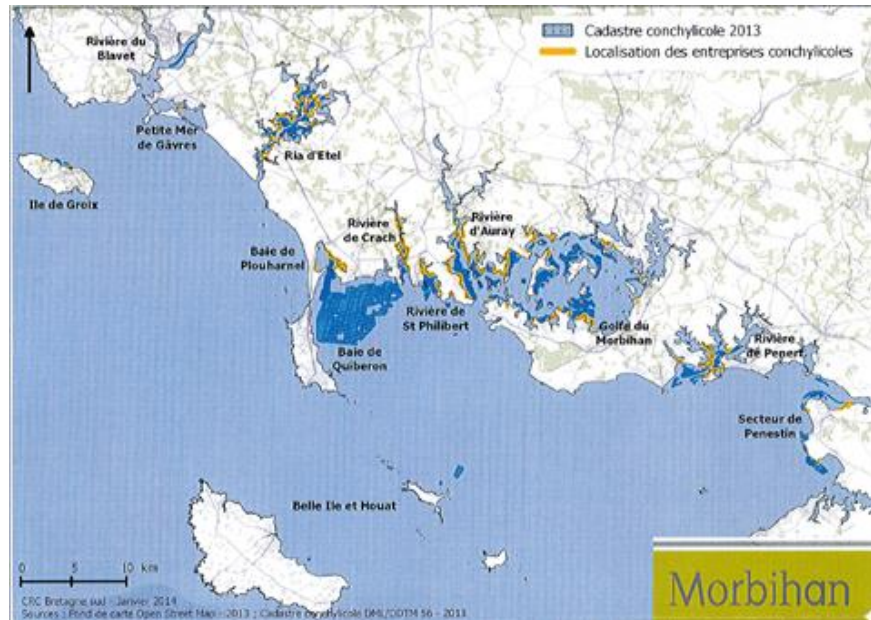 Cadastre conchylicole 2013
Localisation des entreprises conchylicoles
Rivière du
Blavet
Petite Mer
de Gâvres
Ria d'Etel
Ile de Groix
Rivière
de Crach
Rivière
d'Auray
Baie de
Plouharnel
Rivière de
St Philibert
Golfe du
Morbihan
Baie de
Quiberon
Rivière
de Penerf
Secteur de
Penestin
Belle Ile et Houat
0 5 10 km
CRC Bretagne sud - Janvier 2014
Sources : Fond de carte Open Street Map - 2013 ; Cadastre conchylicole DML/DDTM 56 - 2013
Morbihan